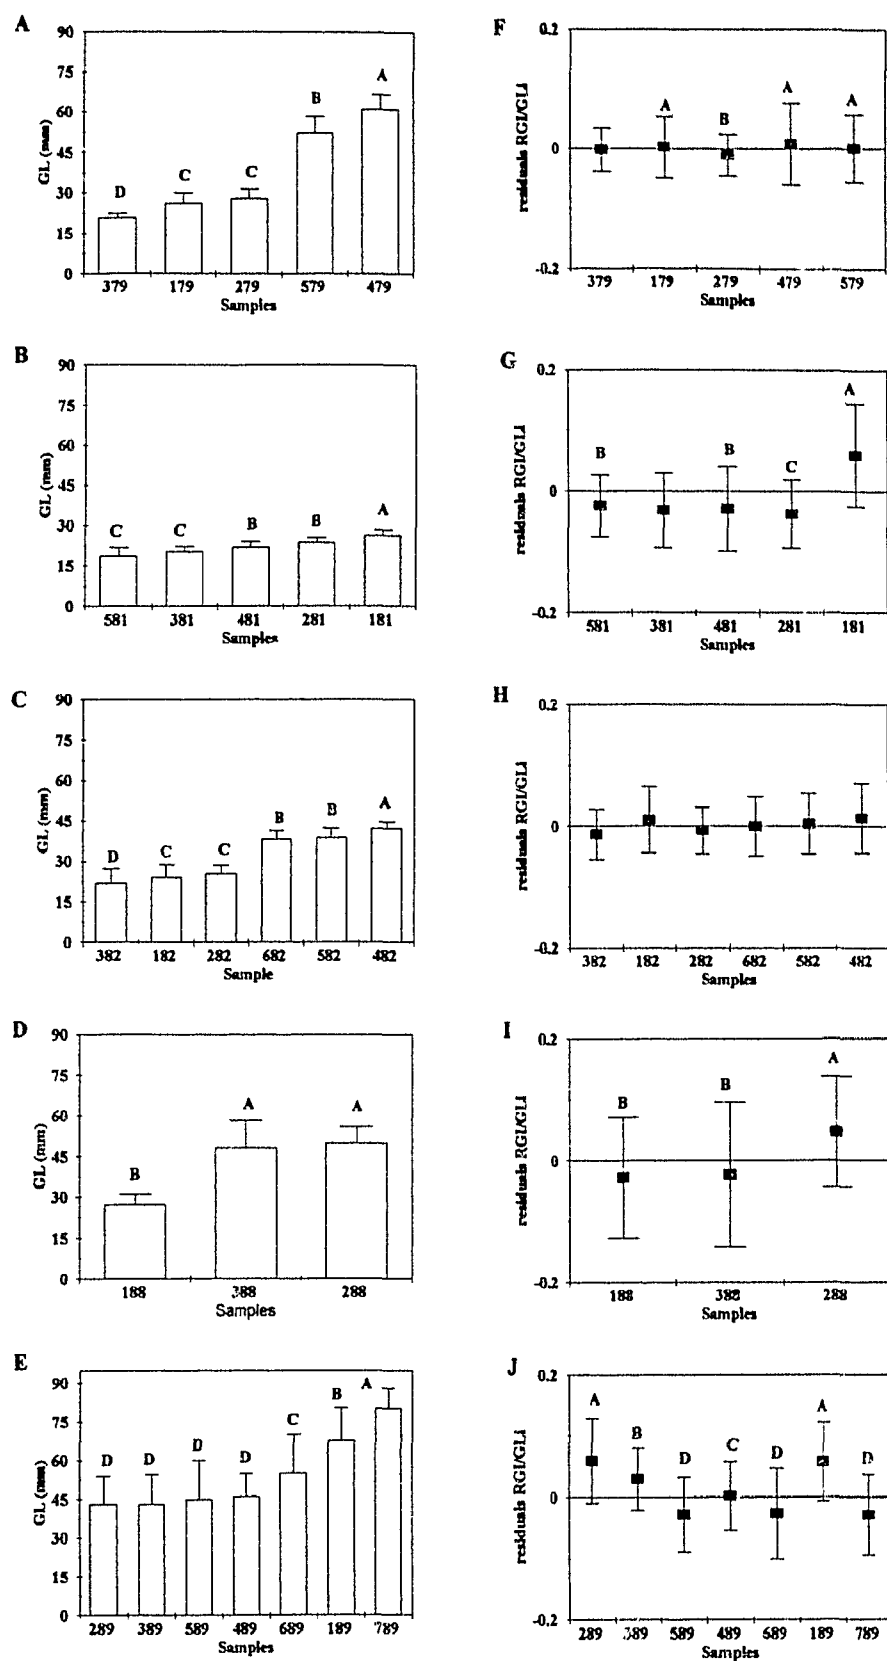 A
90
75
60
45
30
15
0
GL (mm)
D
C
C
B
A
379 179 279 579 479
Samples
F
0.2
0
-0.2
residuals RGI/GLi
A
B
A
A
379 179 279 479 579
Samples
B
90
75
60
45
30
15
0
GL (mm)
C
C
B
B
A
581 381 481 281 181
Samples
G
0.2
0
-0.2
residuals RGI/GLi
B
B
C
A
581 381 481 281 181
Samples
C
90
75
60
45
30
15
0
GL (mm)
D
C
C
B
B
A
382 182 282 682 582 482
Sample
H
0.2
0
-0.2
residuals RGI/GLi
382 182 282 682 582 482
Samples
D
90
75
60
45
30
15
0
GL (mm)
B
A
A
188 388 288
Samples
I
0.2
0
-0.2
residuals RGI/GLi
B
B
A
188 388 288
Samples
E
90
75
60
45
30
15
0
GL (mm)
D
D
D
D
C
B
A
289 389 589 489 689 189 789
Samples
J
0.2
0
-0.2
residuals RGI/GLi
A
B
D
C
D
A
D
289 389 589 489 689 189 789
Samples